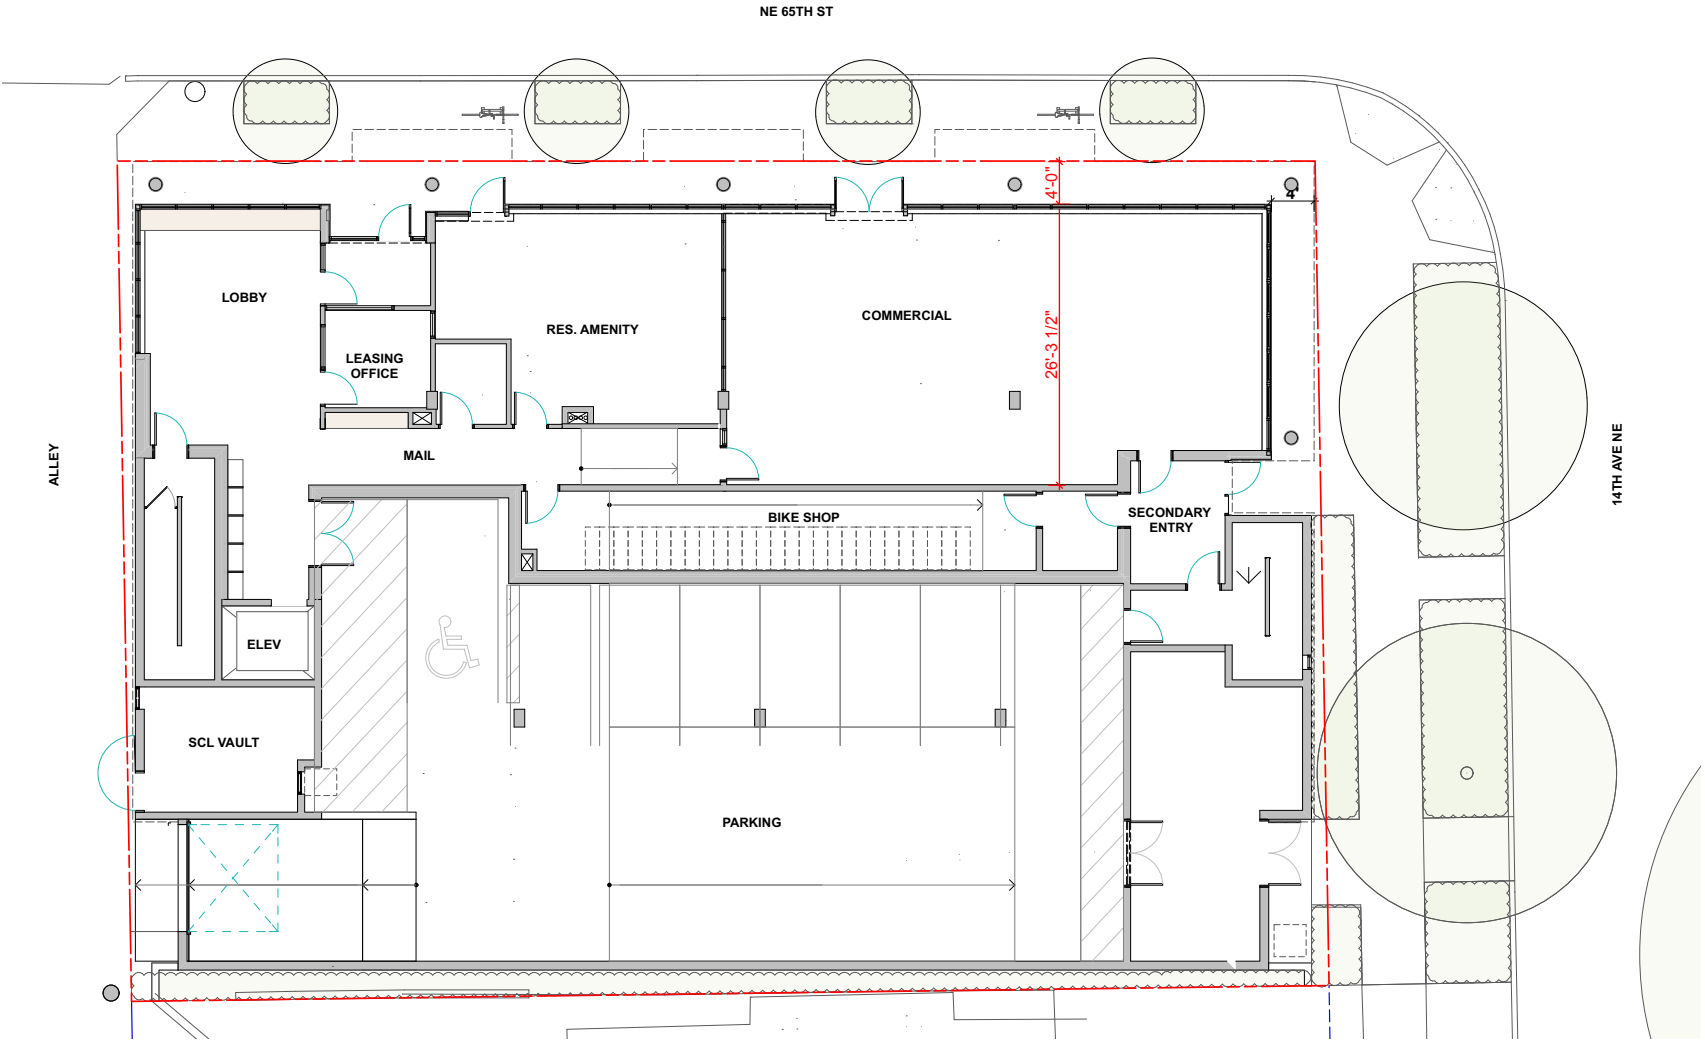 NE 65TH ST
4'-0"
4'
LOBBY
COMMERCIAL
RES. AMENITY
26'-3 1/2"
LEASING
OFFICE
ALLEY
MAIL
14TH AVE NE
BIKE SHOP
SECONDARY
ENTRY
ELEV
SCL VAULT
PARKING